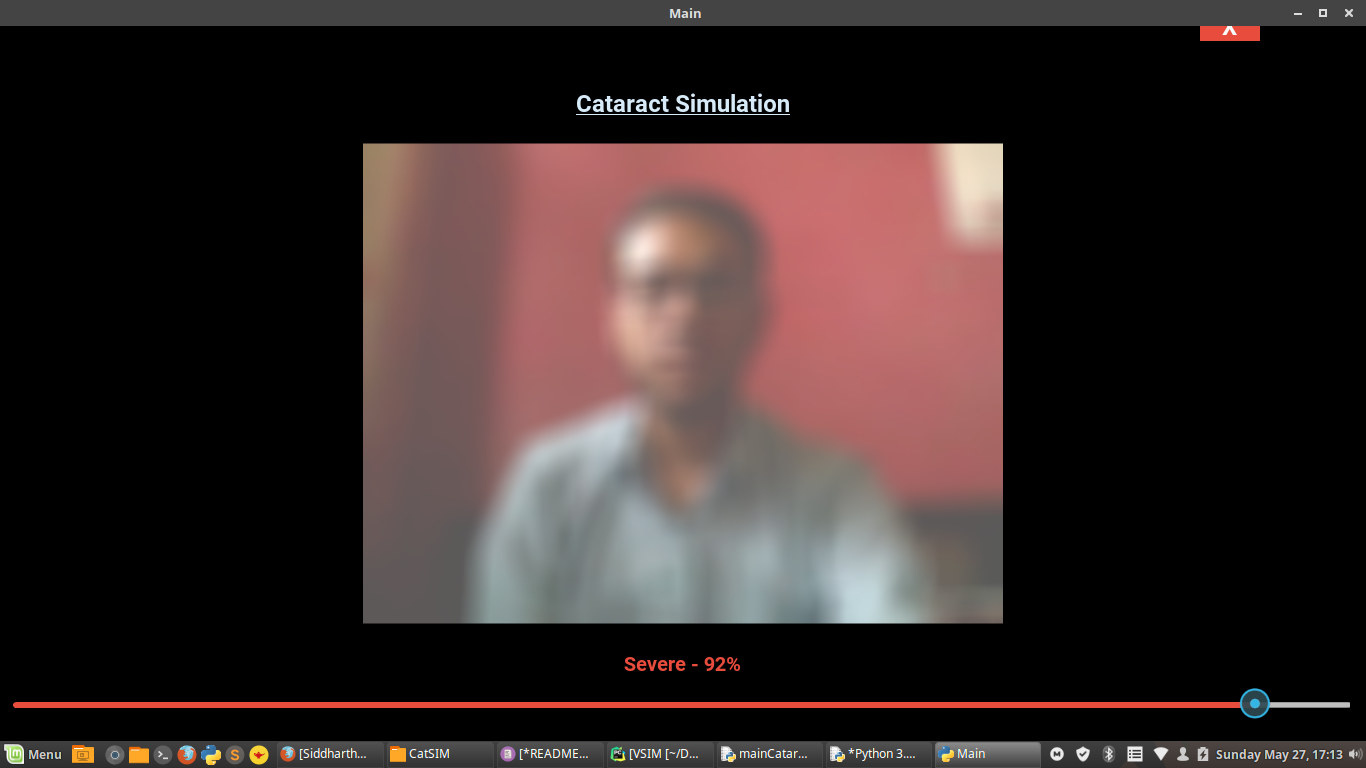 Main
X
Cataract Simulation
Severe - 92%
Menu
[Siddharth...
CatSIM
[*README...
[VSIM [~/D...
mainCatar...
*Python 3....
Main
Sunday May 27, 17:13